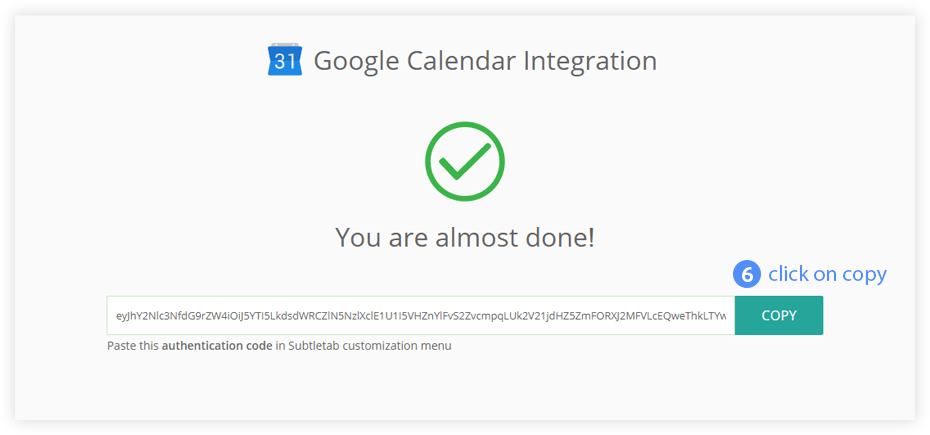 31 Google Calendar Integration
You are almost done!
6 click on copy
COPY
Paste this authentication code in Subtletab customization menu